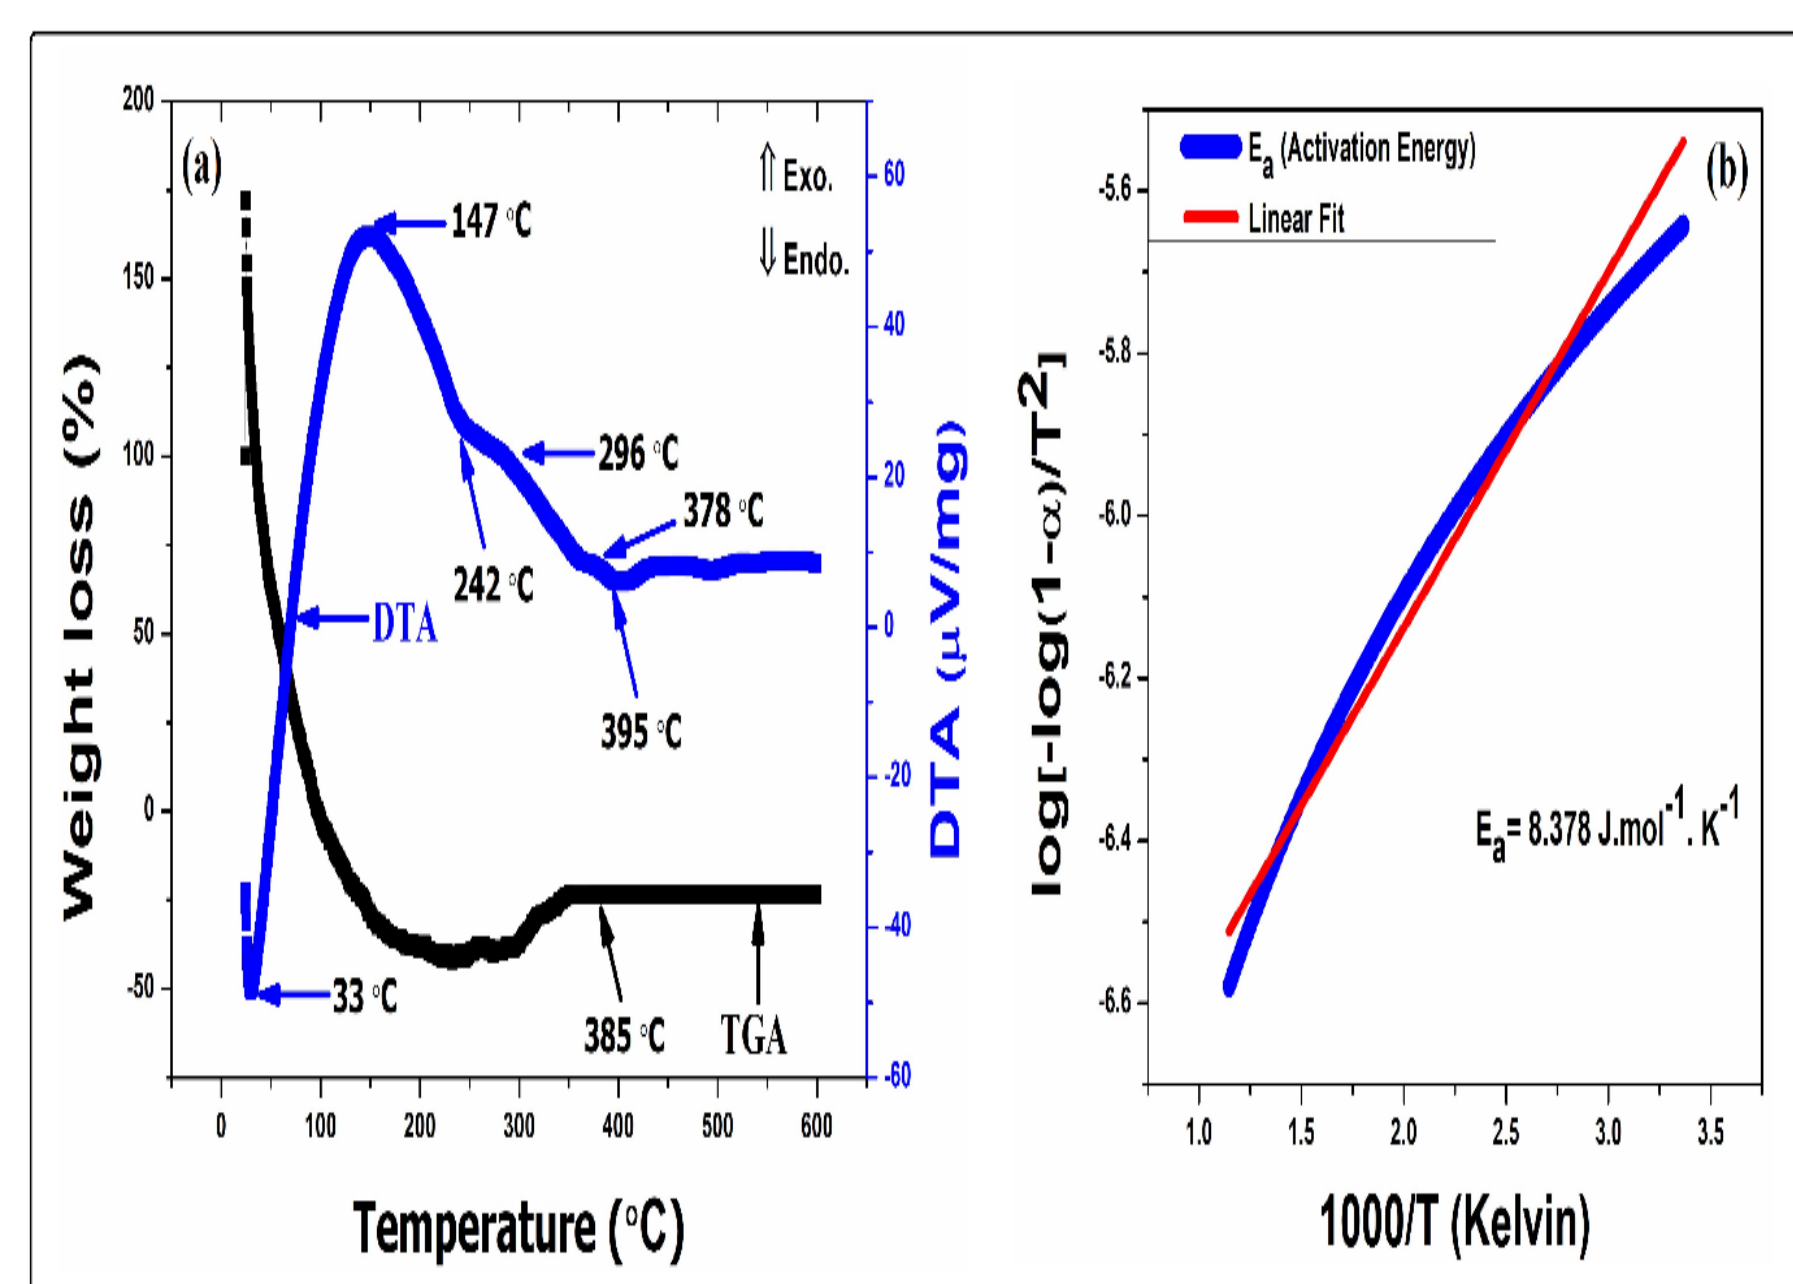 (a)
⇑ Exo.
⇓ Endo.
147 °C
296 °C
378 °C
242 °C
DTA
395 °C
33 °C
385 °C
TGA
200
150
100
50
0
-50
Weight loss (%)
60
40
20
0
-20
-40
-60
DTA (μV/mg)
0 100 200 300 400 500 600
Temperature (°C)
(b)
Ea (Activation Energy)
Linear Fit
Ea= 8.378 J.mol-1. K-1
-5.6
-5.8
-6.0
-6.2
-6.4
-6.6
log[-log(1-α)/T2]
1.0 1.5 2.0 2.5 3.0 3.5
1000/T (Kelvin)